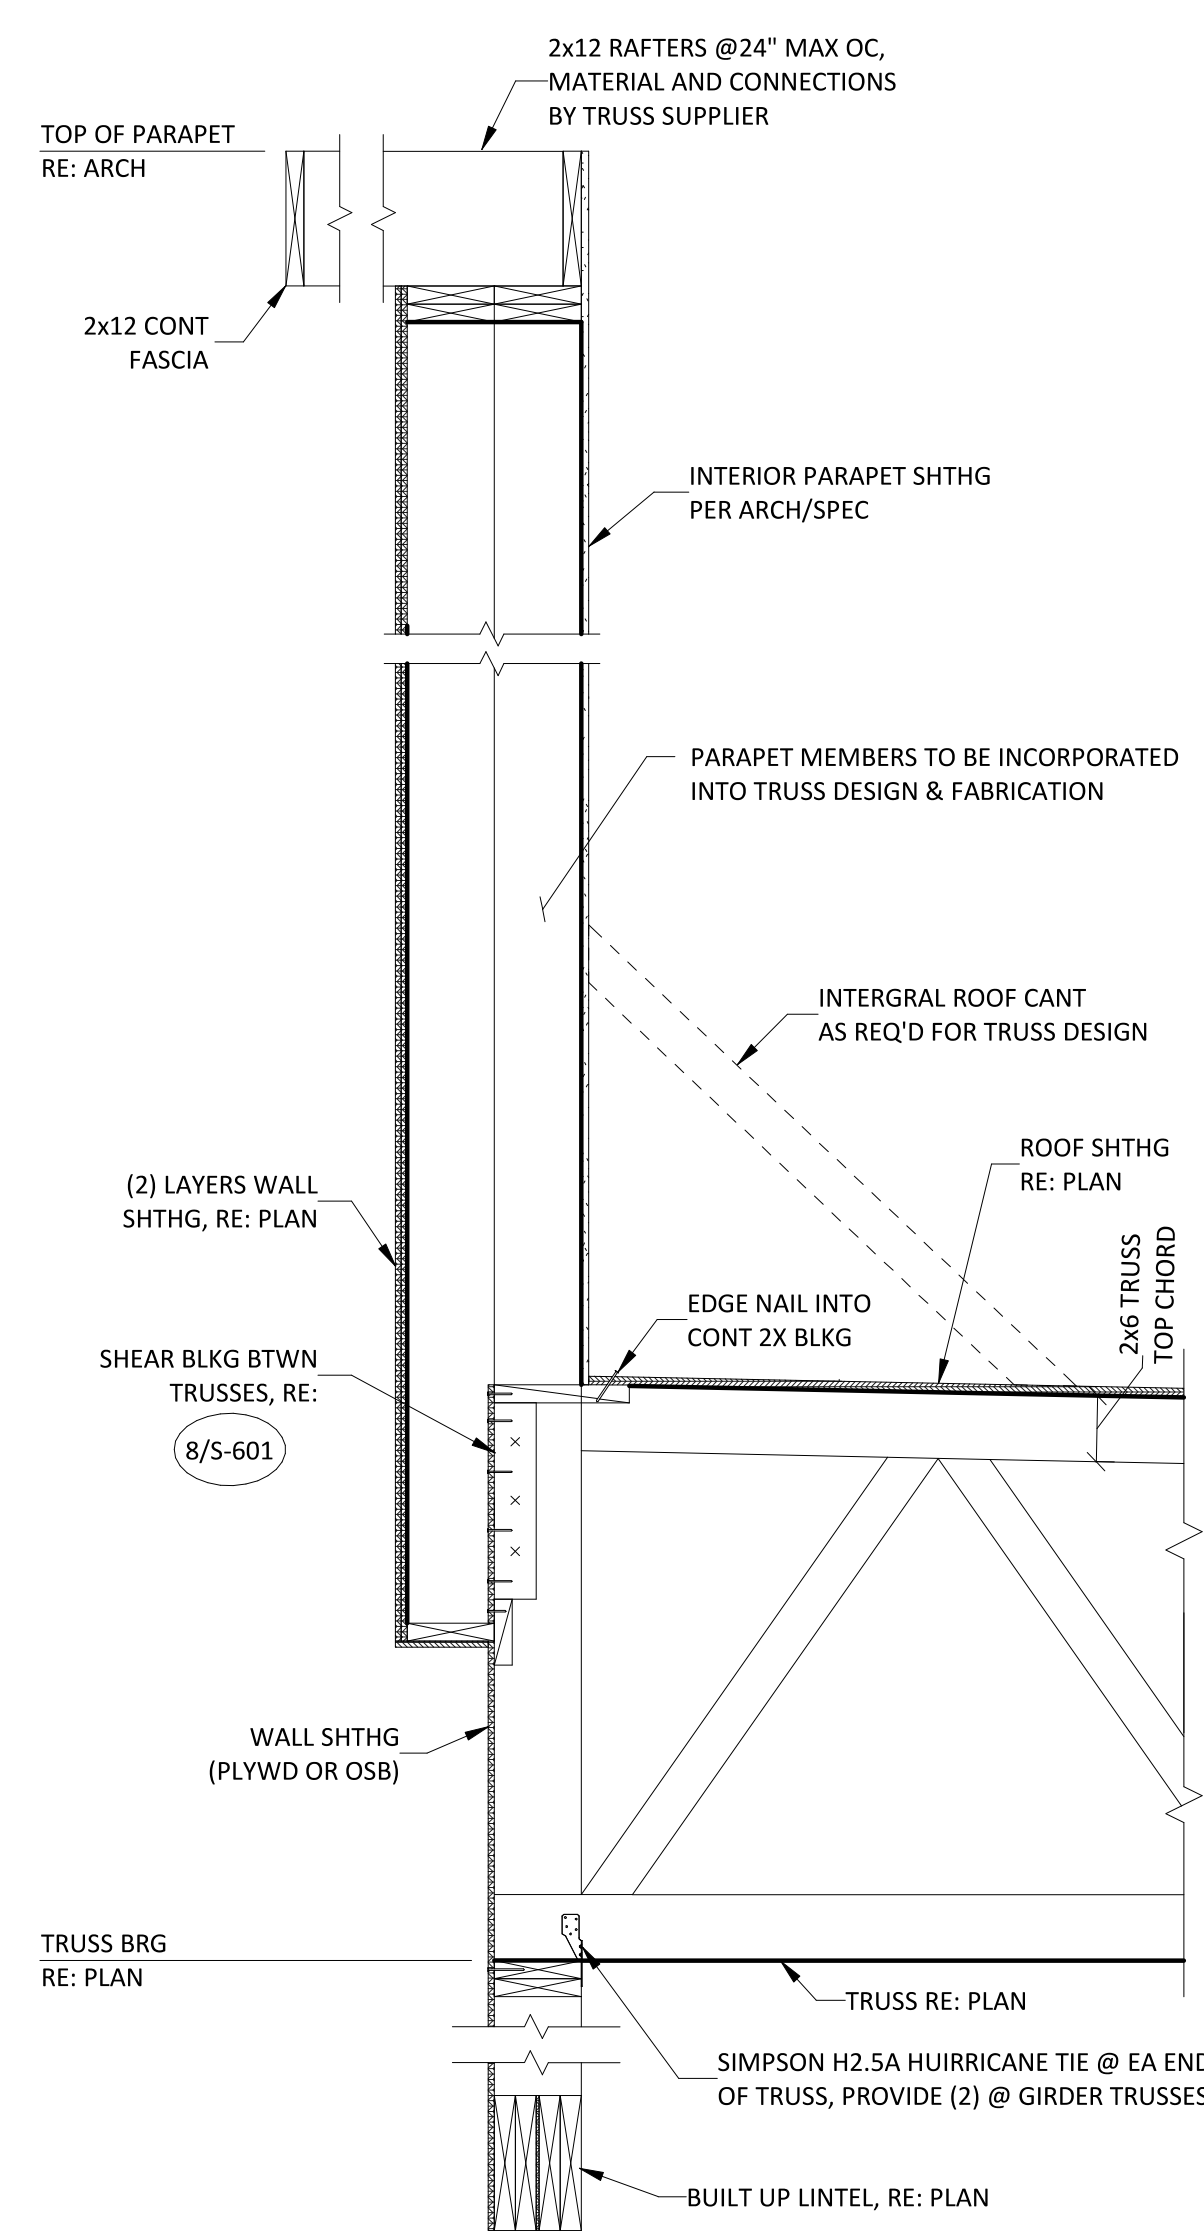 2x12 RAFTERS @24" MAX OC,
MATERIAL AND CONNECTIONS
BY TRUSS SUPPLIER
TOP OF PARAPET
RE: ARCH
2x12 CONT
FASCIA
INTERIOR PARAPET SHTHG
PER ARCH/SPEC
PARAPET MEMBERS TO BE INCORPORATED
INTO TRUSS DESIGN & FABRICATION
INTERGRAL ROOF CANT
AS REQ'D FOR TRUSS DESIGN
ROOF SHTHG
RE: PLAN
(2) LAYERS WALL
SHTHG, RE: PLAN
2x6 TRUSS
TOP CHORD
EDGE NAIL INTO
CONT 2X BLKG
SHEAR BLKG BTWN
TRUSSES, RE:
8/S-601
WALL SHTHG
(PLYWD OR OSB)
TRUSS BRG
RE: PLAN
TRUSS RE: PLAN
SIMPSON H2.5A HUIRRICANE TIE @ EA END
OF TRUSS, PROVIDE (2) @ GIRDER TRUSSES
BUILT UP LINTEL, RE: PLAN